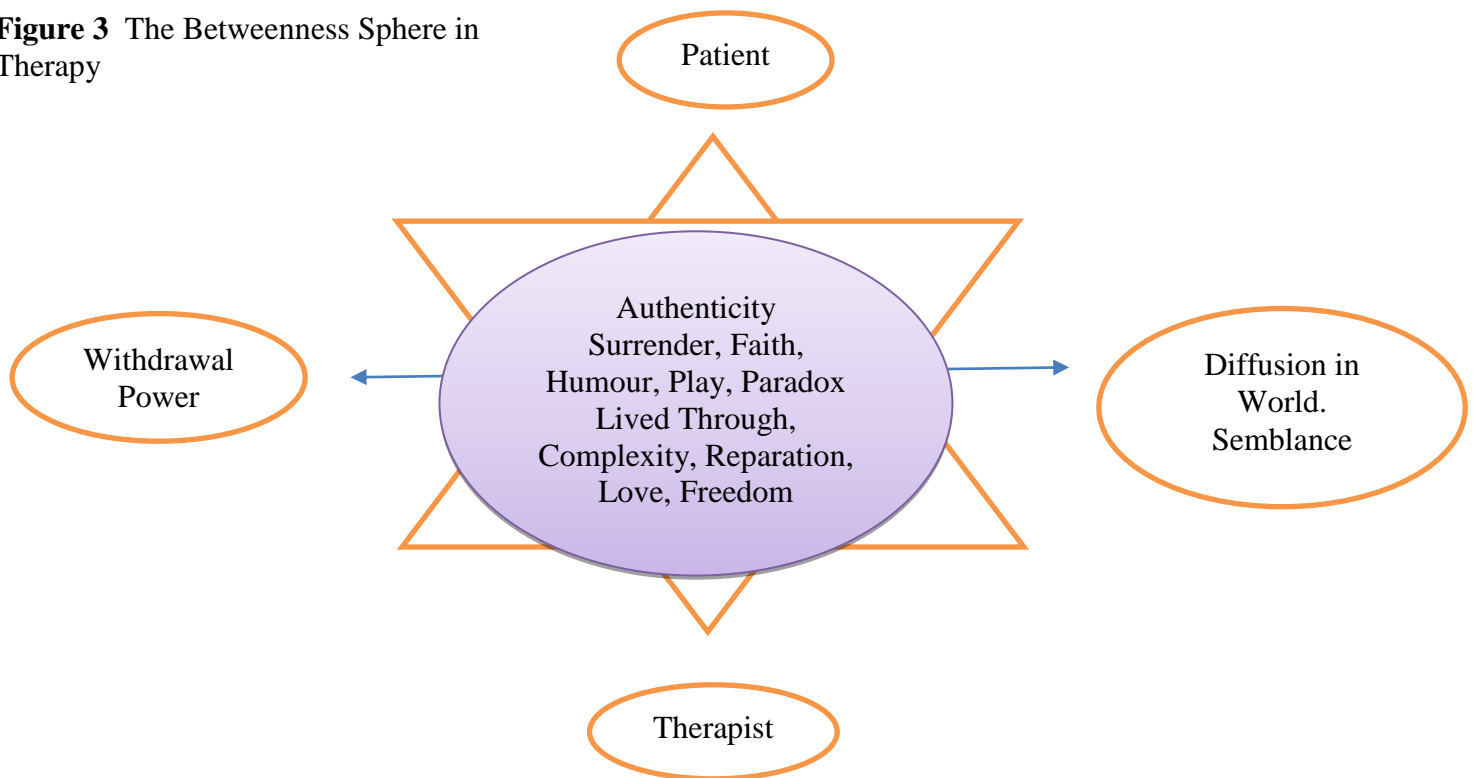 Figure 3 The Betweenness Sphere in
Therapy
Patient
Authenticity
Surrender, Faith,
Humour, Play, Paradox
Lived Through,
Complexity, Reparation,
Love, Freedom
Withdrawal
Power
Diffusion in
World.
Semblance
Therapist